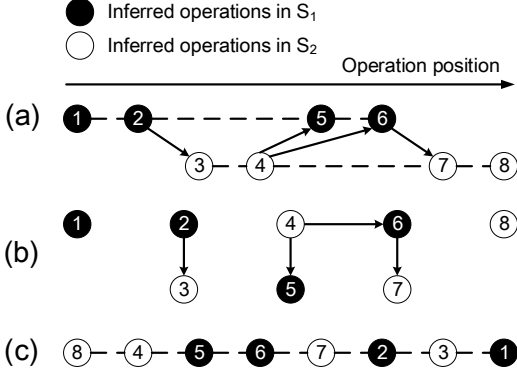 Inferred operations in S1
Inferred operations in S2
Operation position
(a) 1 2 5 6
3 4 7 8
1 2 4 6 8
(b)
3 5 7
(c) 8 4 5 6 7 2 3 1